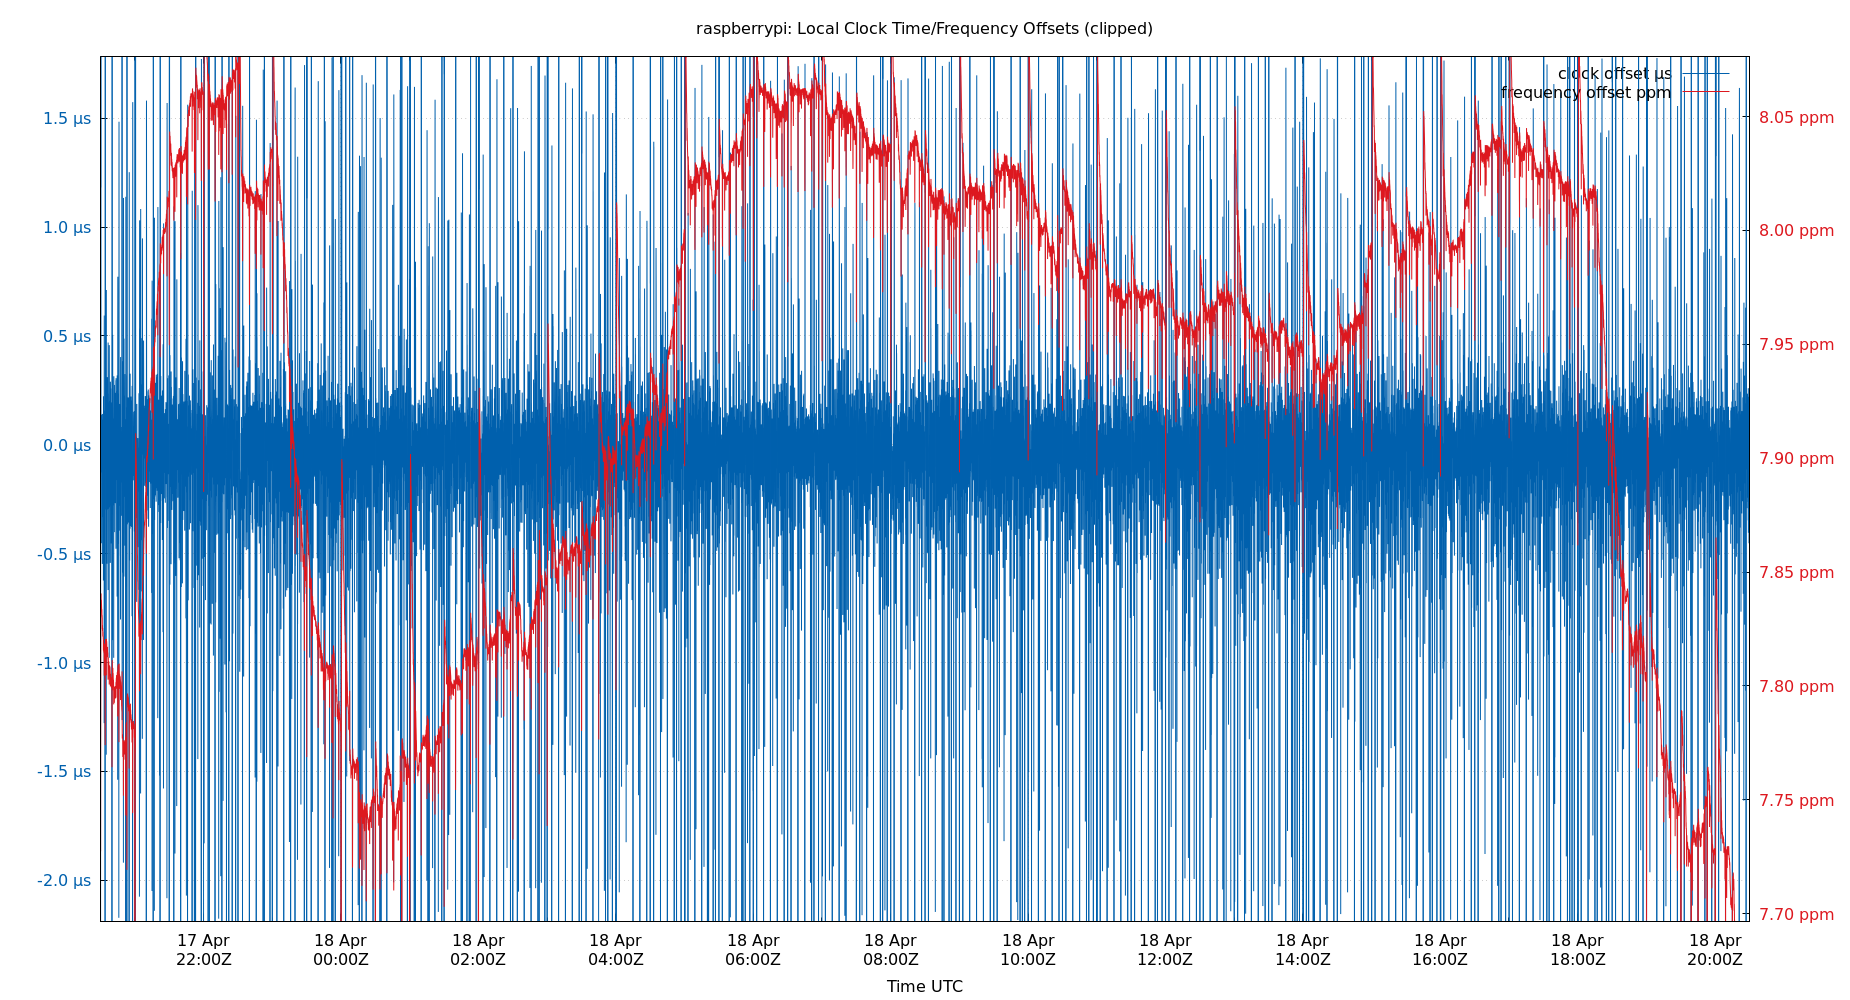 raspberrypi: Local Clock Time/Frequency Offsets (clipped)
clock offset µs
frequency offset ppm
1.5 µs
1.0 µs
0.5 µs
0.0 µs
-0.5 µs
-1.0 µs
-1.5 µs
-2.0 µs
8.05 ppm
8.00 ppm
7.95 ppm
7.90 ppm
7.85 ppm
7.80 ppm
7.75 ppm
7.70 ppm
17 Apr
22:00Z
18 Apr
00:00Z
18 Apr
02:00Z
18 Apr
04:00Z
18 Apr
06:00Z
18 Apr
08:00Z
18 Apr
10:00Z
18 Apr
12:00Z
18 Apr
14:00Z
18 Apr
16:00Z
18 Apr
18:00Z
18 Apr
20:00Z
Time UTC